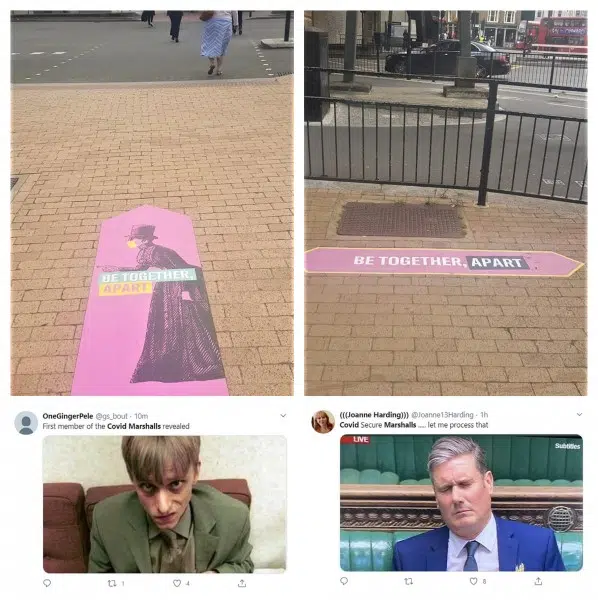 BE TOGETHER,
APART
BE TOGETHER, APART
OneGingerPele @gs_bout · 10m
First member of the Covid Marshalls revealed
1
4
(((Joanne Harding))) @Joanne13Harding · 1h
Covid Secure Marshalls .... let me process that
LIVE
Subtitles
8